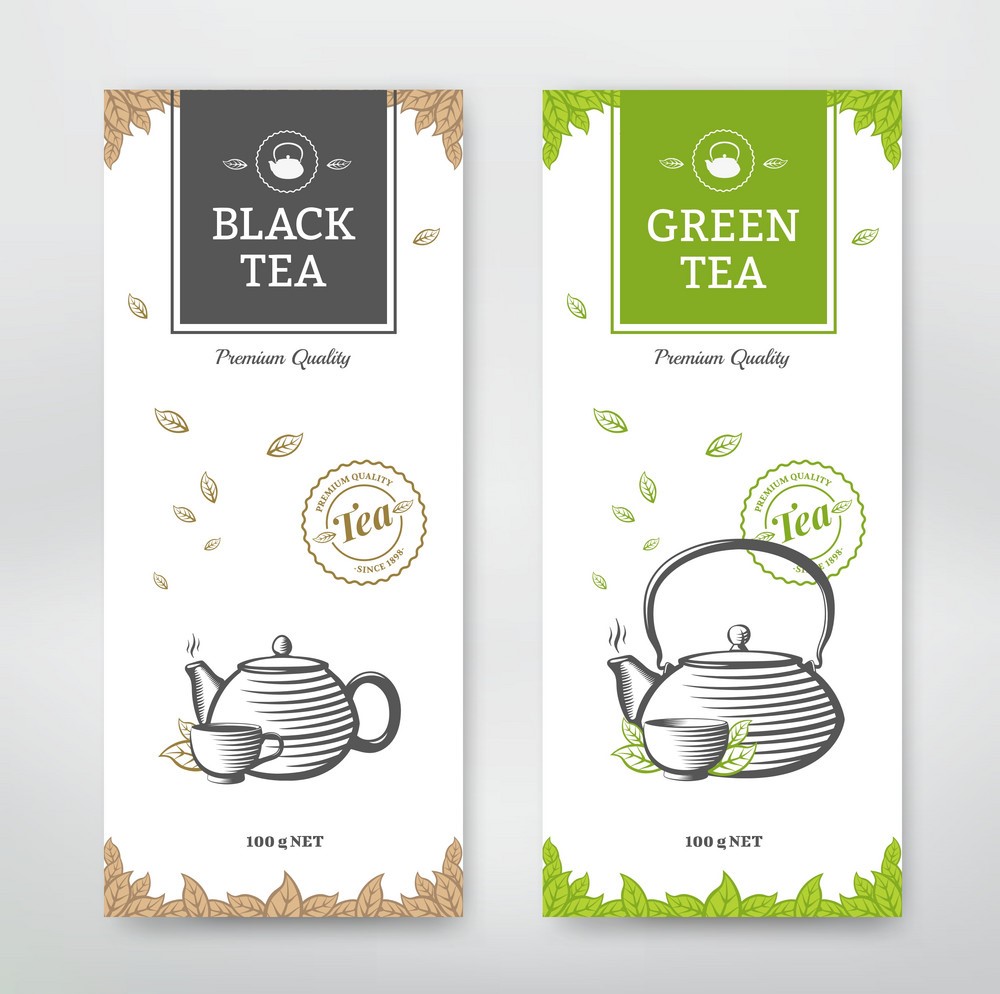 BLACK
TEA
Premium Quality
PREMIUM QUALITY
Tea
·SINCE 1898·
100 g NET
GREEN
TEA
Premium Quality
PREMIUM QUALITY
Tea
·SINCE 1898·
100 g NET